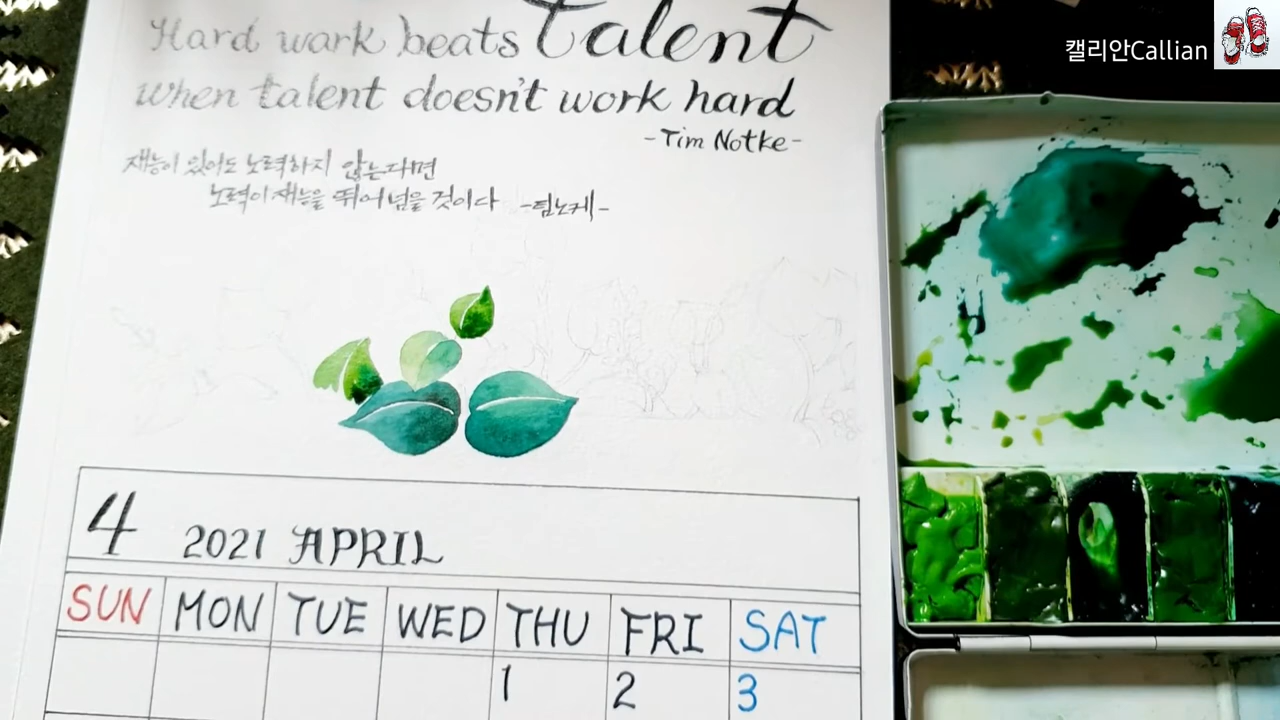 Hard wark beats talent
when talent doesn't work hard
-Tim Notke-
재능이 있어도 노력하지 않는다면
노력이 재능을 뛰어 넘을 것이다 -팀노케-
캘리안Callian
4 2021 APRIL
SUN MON TUE WED THU FRI SAT
1 2 3